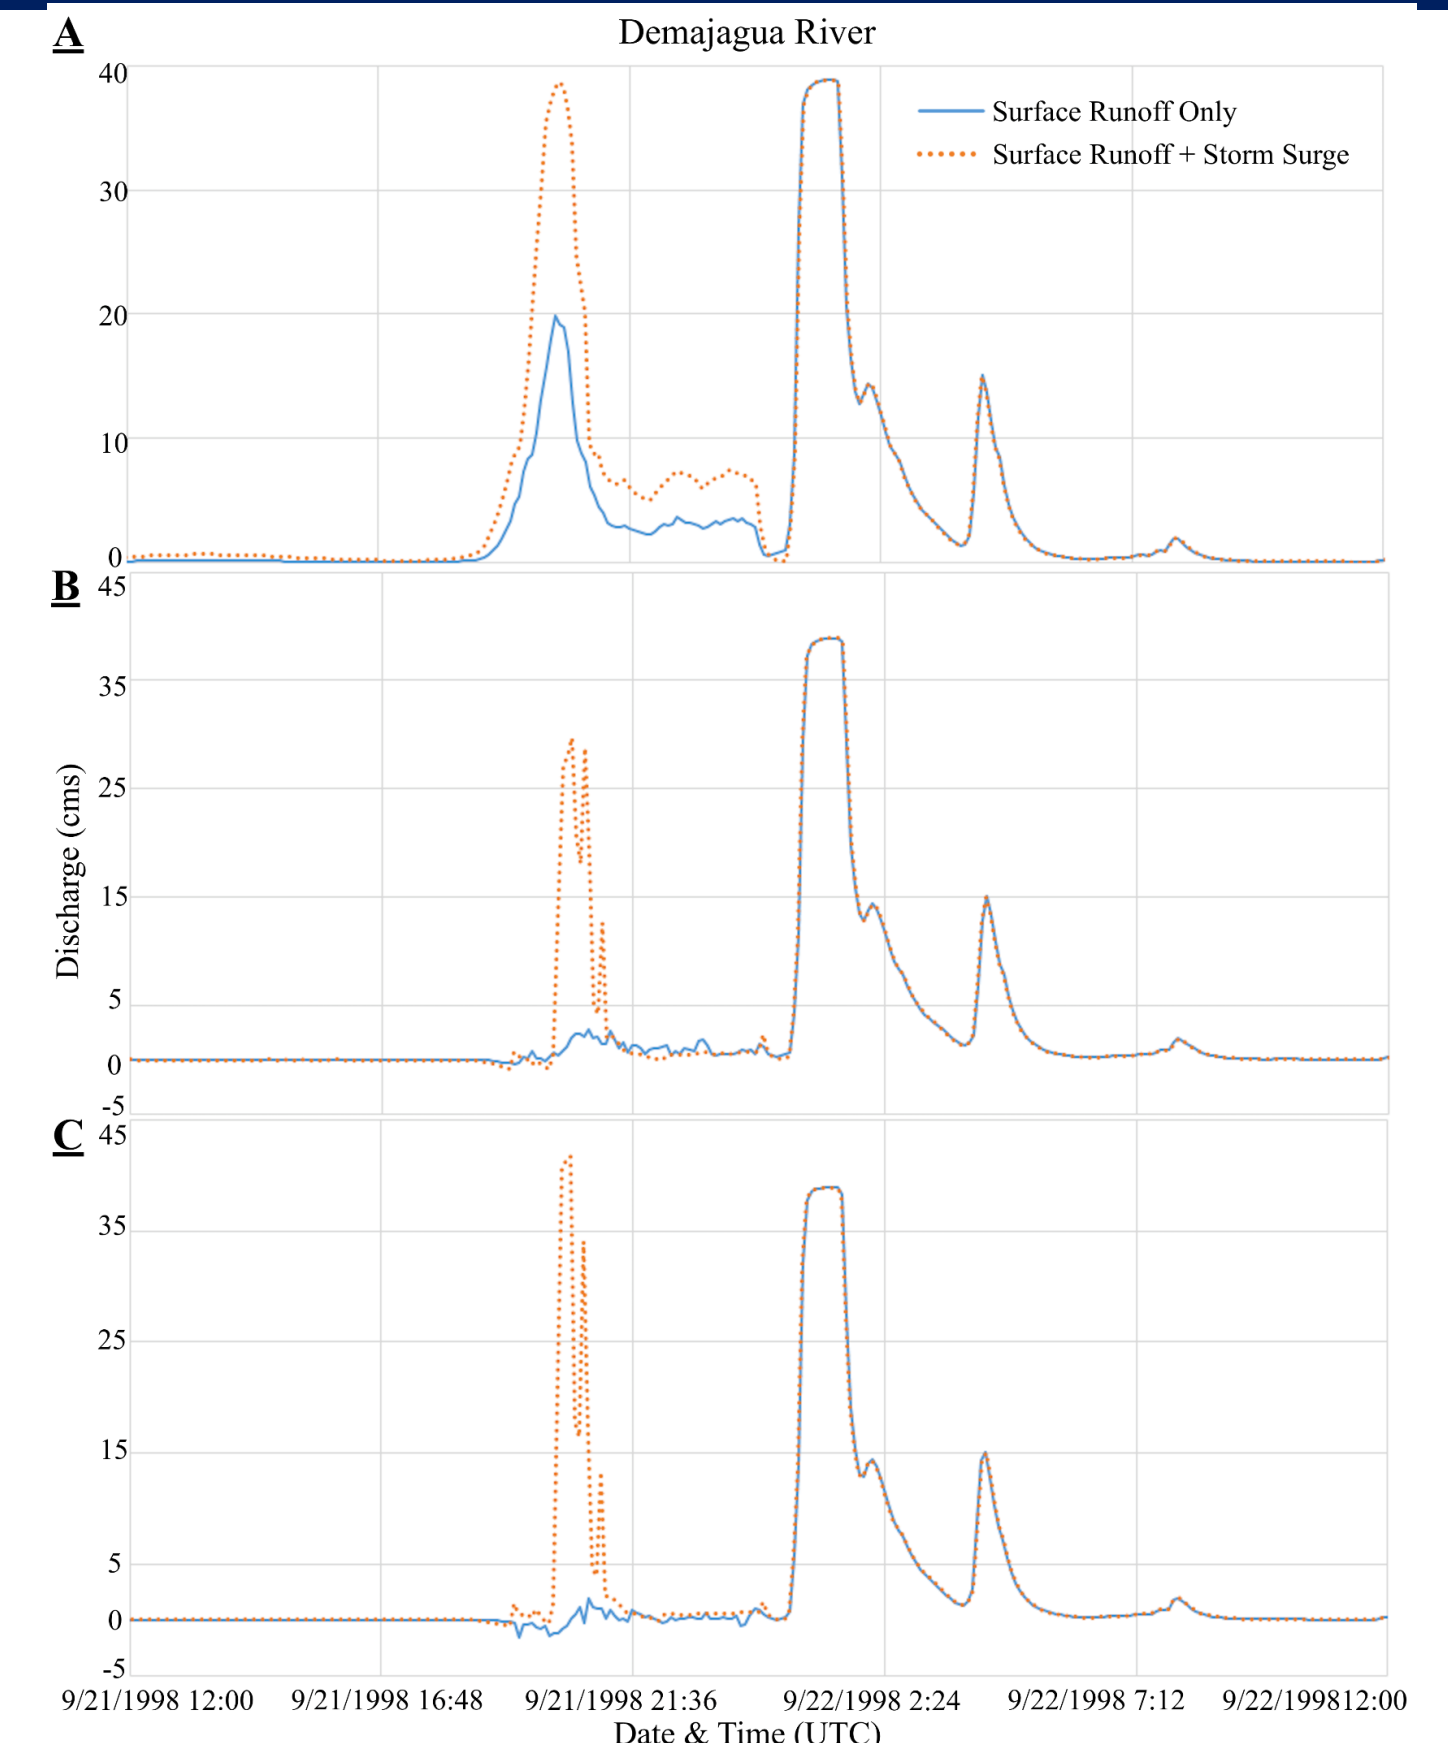 A
Demajagua River
40
Surface Runoff Only
Surface Runoff + Storm Surge
30
20
10
0
B
45
35
25
15
5
0
-5
Discharge (cms)
C
45
35
25
15
5
0
-5
9/21/1998 12:00 9/21/1998 16:48 9/21/1998 21:36 9/22/1998 2:24 9/22/1998 7:12 9/22/199812:00
Date & Time (UTC)